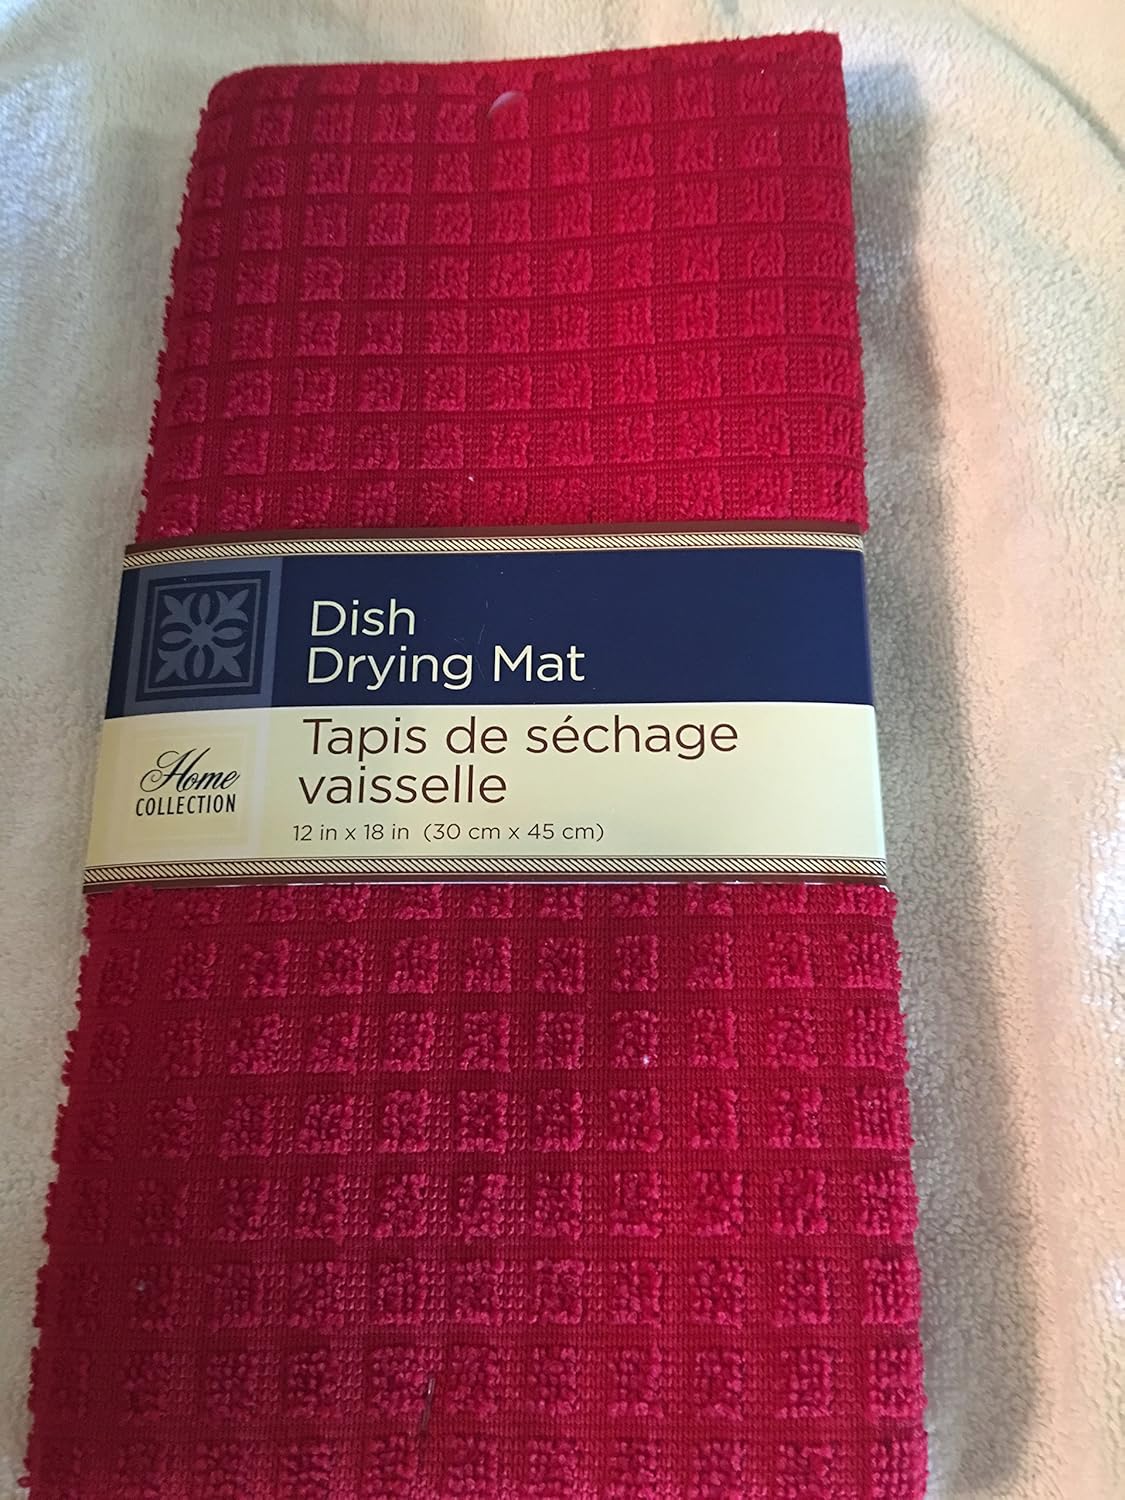 Dish
Drying Mat
Tapis de séchage
vaisselle
12 in x 18 in (30 cm x 45 cm)
Home
COLLECTION